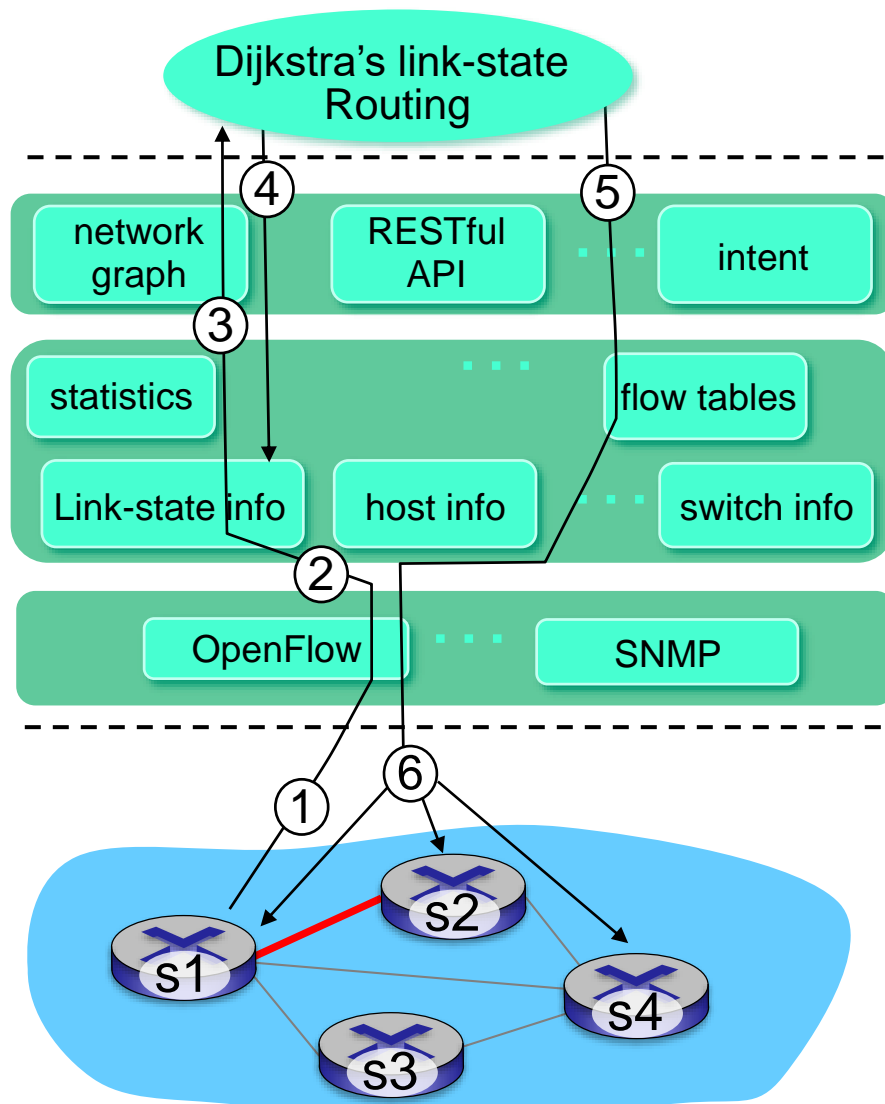 Dijkstra’s link-state
Routing
4
5
network
graph
RESTful
API
. . .
intent
3
statistics
. . .
flow tables
Link-state info
host info
. . .
switch info
2
OpenFlow
. . .
SNMP
1
6
s2
s1
s4
s3